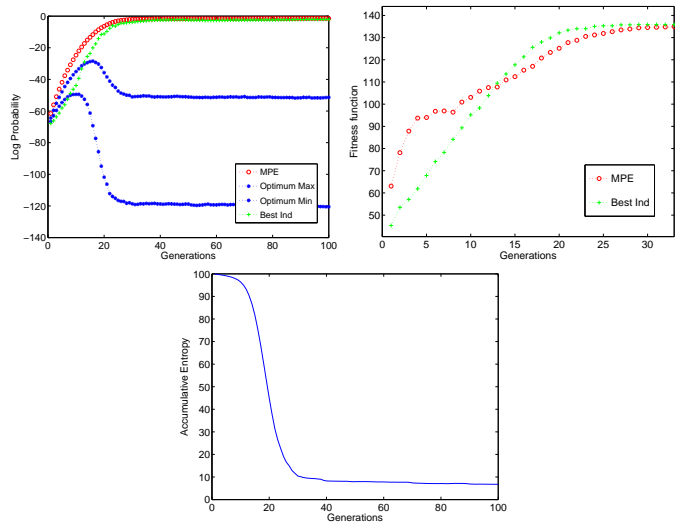 0
−20
−40
−60
−80
−100
−120
−140
Log Probability
MPE
Optimum Max
Optimum Min
Best Ind
0 20 40 60 80 100
Generations
140
130
120
110
100
90
80
70
60
50
Fitness function
MPE
Best Ind
0 5 10 15 20 25 30
Generations
100
90
80
70
60
50
40
30
20
10
0
Accumulative Entropy
0 20 40 60 80 100
Generations